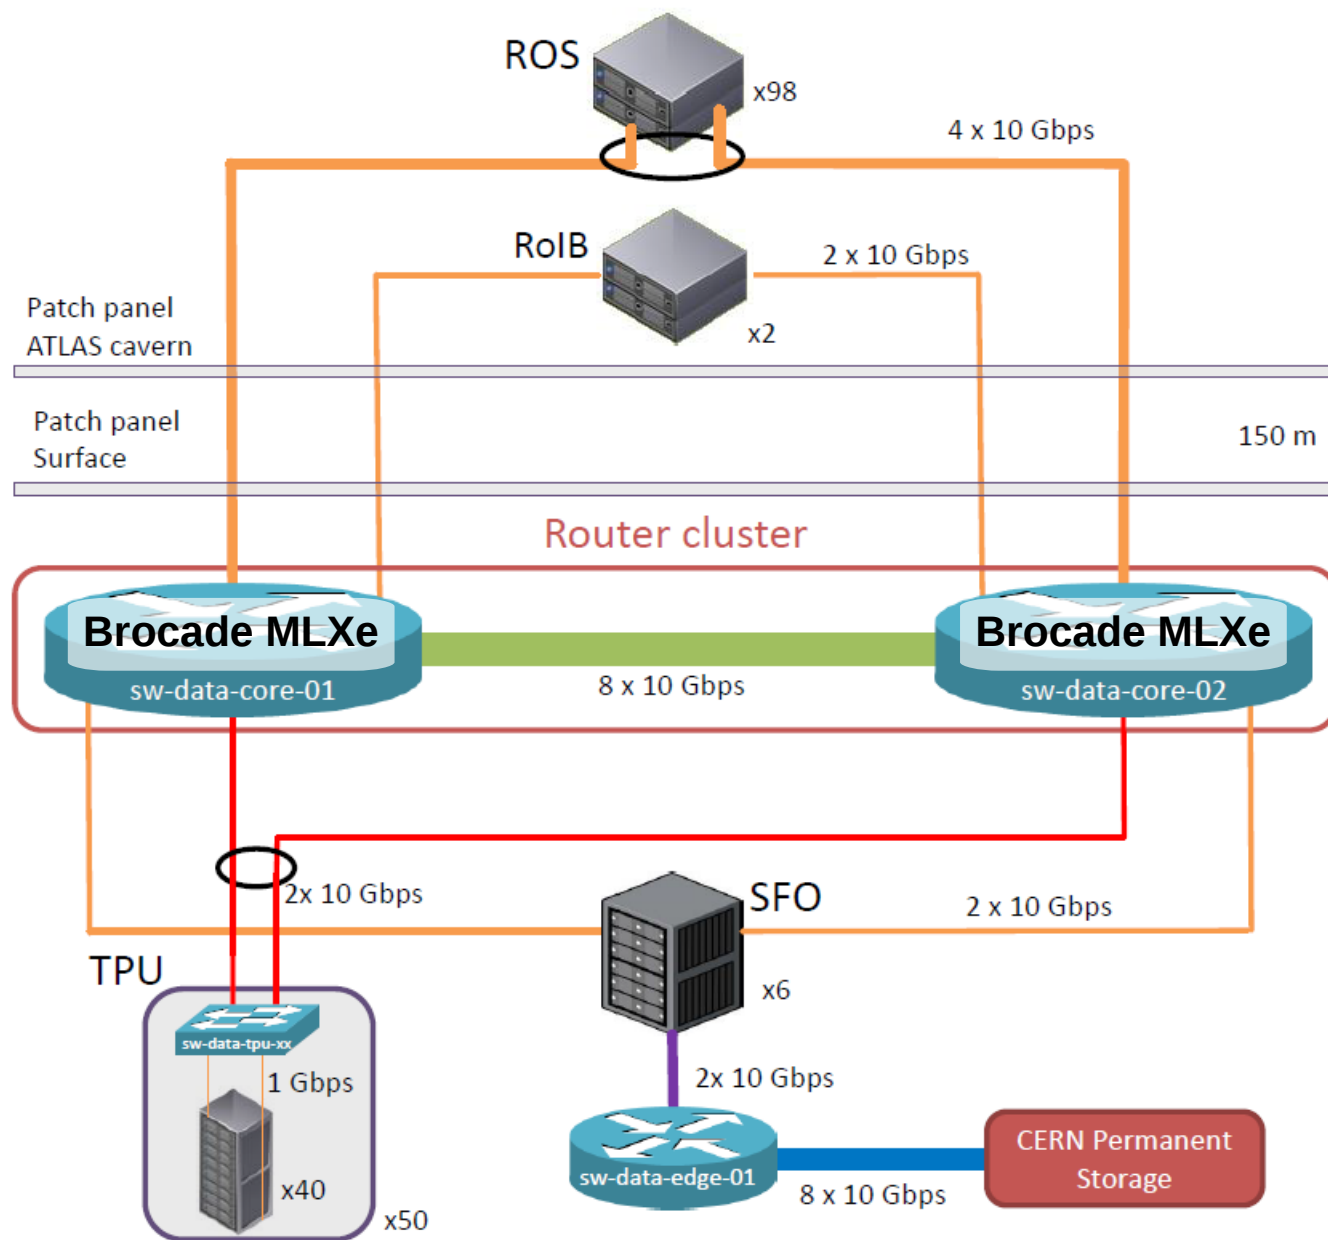 ROS
x98
4 x 10 Gbps
RoIB
2 x 10 Gbps
x2
Patch panel
ATLAS cavern
Patch panel
Surface
150 m
Router cluster
Brocade MLXe
sw-data-core-01
8 x 10 Gbps
Brocade MLXe
sw-data-core-02
2x 10 Gbps
SFO
2 x 10 Gbps
x6
TPU
sw-data-tpu-xx
1 Gbps
x40
x50
2x 10 Gbps
sw-data-edge-01
8 x 10 Gbps
CERN Permanent
Storage